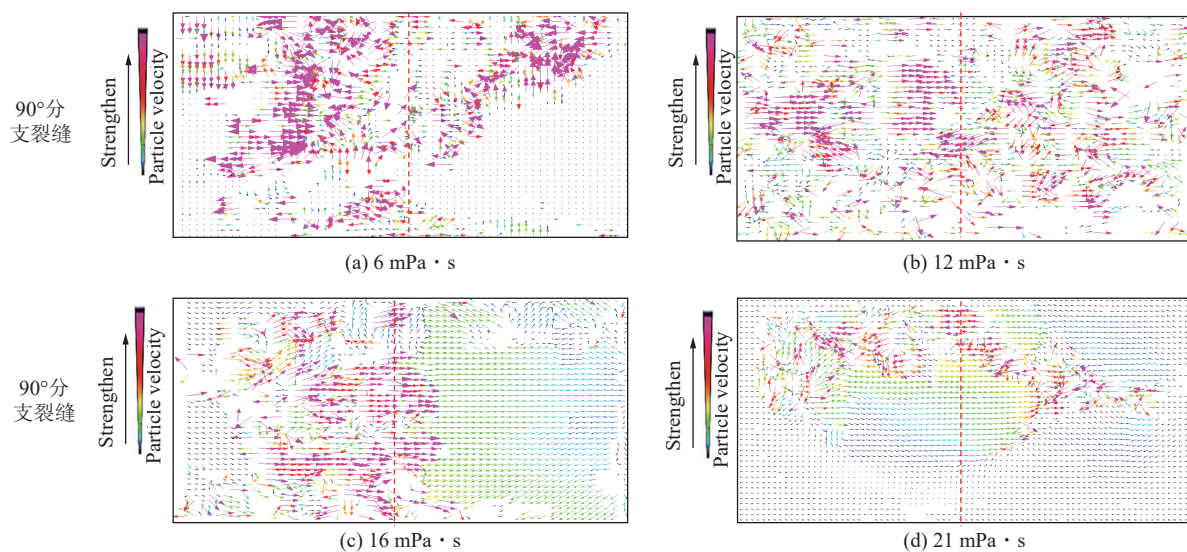 90°分
支裂缝
Strengthen
Particle velocity
Strengthen
Particle velocity
(a) 6 mPa・s
(b) 12 mPa・s
90°分
支裂缝
Strengthen
Particle velocity
Strengthen
Particle velocity
(c) 16 mPa・s
(d) 21 mPa・s